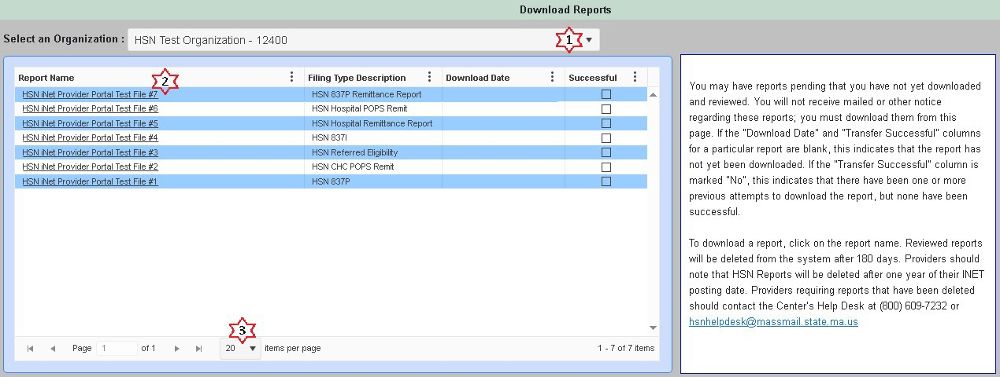 Download Reports
Select an Organization : HSN Test Organization - 12400 1
Report Name 2 Filing Type Description Download Date Successful
HSN iNet Provider Portal Test File #7 HSN 837P Remittance Report
HSN iNet Provider Portal Test File #6 HSN Hospital POPS Remit
HSN iNet Provider Portal Test File #5 HSN Hospital Remittance Report
HSN iNet Provider Portal Test File #4 HSN 837I
HSN iNet Provider Portal Test File #3 HSN Referred Eligibility
HSN iNet Provider Portal Test File #2 HSN CHC POPS Remit
HSN iNet Provider Portal Test File #1 HSN 837P
3
Page 1 of 1 20 items per page 1 - 7 of 7 items
You may have reports pending that you have not yet downloaded
and reviewed. You will not receive mailed or other notice
regarding these reports; you must download them from this
page. If the "Download Date" and "Transfer Successful" columns
for a particular report are blank, this indicates that the report has
not yet been downloaded. If the "Transfer Successful" column is
marked "No", this indicates that there have been one or more
previous attempts to download the report, but none have been
successful.
To download a report, click on the report name. Reviewed reports
will be deleted from the system after 180 days. Providers should
note that HSN Reports will be deleted after one year of their INET
posting date. Providers requiring reports that have been deleted
should contact the Center's Help Desk at (800) 609-7232 or
hsnhelpdesk@massmail.state.ma.us